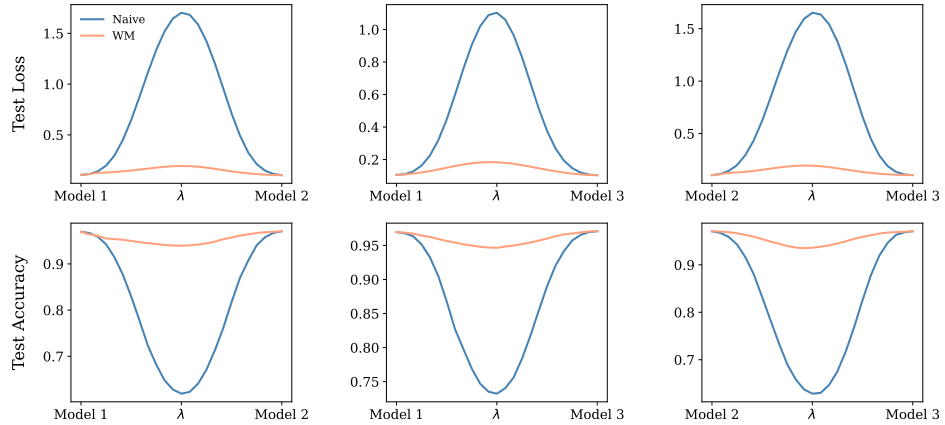 Test Loss
1.5
1.0
0.5
Naive
WM
Model 1
λ
Model 2
1.0
0.8
0.6
0.4
0.2
Model 1
λ
Model 3
1.5
1.0
0.5
Model 2
λ
Model 3
Test Accuracy
0.9
0.8
0.7
Model 1
λ
Model 2
0.95
0.90
0.85
0.80
0.75
Model 1
λ
Model 3
0.9
0.8
0.7
Model 2
λ
Model 3